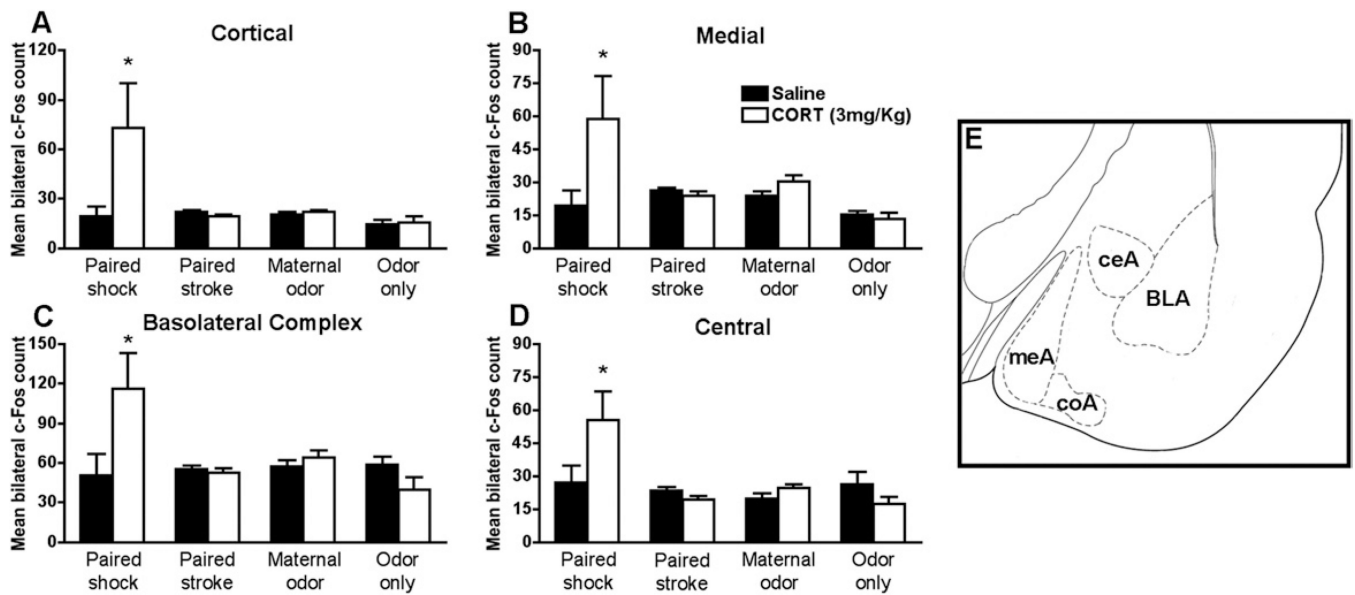 A
Cortical
Mean bilateral c-Fos count
120
90
60
30
0
*
Paired shock
Paired stroke
Maternal odor
Odor only
B
Medial
Mean bilateral c-Fos count
90
75
60
45
30
15
0
*
Saline
CORT (3mg/Kg)
Paired shock
Paired stroke
Maternal odor
Odor only
C
Basolateral Complex
Mean bilateral c-Fos count
150
120
90
60
30
0
*
Paired shock
Paired stroke
Maternal odor
Odor only
D
Central
Mean bilateral c-Fos count
90
75
60
45
30
15
0
*
Paired shock
Paired stroke
Maternal odor
Odor only
E
ceA
BLA
meA
coA